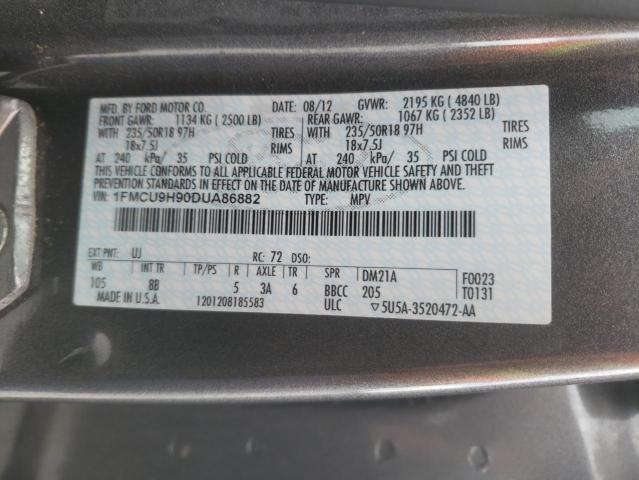 MFD. BY FORD MOTOR CO. DATE: 08/12 GVWR: 2195 KG ( 4840 LB)
FRONT GAWR: 1134 KG ( 2500 LB) REAR GAWR: 1067 KG ( 2352 LB)
WITH 235/50R18 97H TIRES WITH 235/50R18 97H TIRES
18x7.5J RIMS 18x7.5J RIMS
AT 240 kPa/ 35 PSI COLD AT 240 kPa/ 35 PSI COLD
THIS VEHICLE CONFORMS TO ALL APPLICABLE FEDERAL MOTOR VEHICLE SAFETY AND THEFT
PREVENTION STANDARDS IN EFFECT ON THE DATE OF MANUFACTURE SHOWN ABOVE.
VIN: 1FMCU9H90DUA86882 TYPE: MPV
EXT PNT: UJ RC: 72 DSO:
WB INT TR TP/PS R AXLE TR SPR DM21A F0023
105 BB 5 3A 6 BBCC 205 T0131
MADE IN U.S.A. 1201208185583 ULC ▽5U5A-3520472-AA